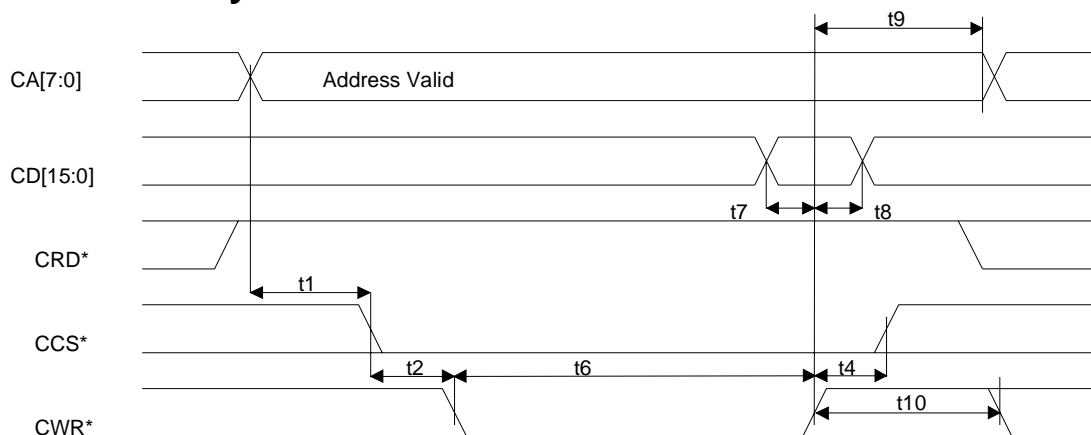 t9
CA[7:0]
Address Valid
CD[15:0]
t7
t8
CRD*
t1
CCS*
t2
t6
t4
t10
CWR*